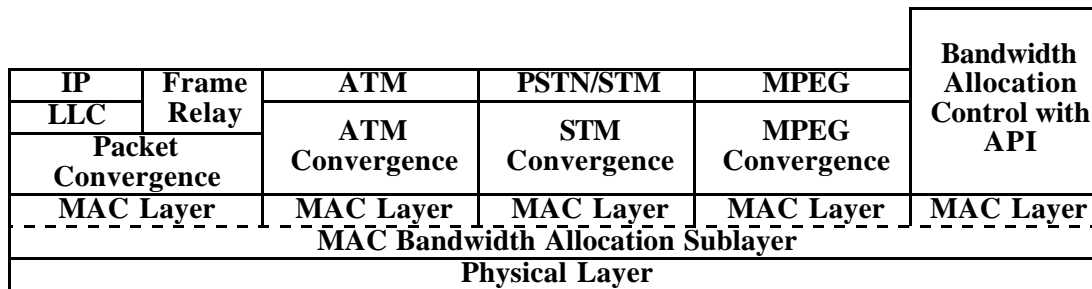 Bandwidth
Allocation
Control with
API
IP
Frame
Relay
ATM
PSTN/STM
MPEG
LLC
ATM
Convergence
STM
Convergence
MPEG
Convergence
Packet
Convergence
MAC Layer
MAC Layer
MAC Layer
MAC Layer
MAC Layer
MAC Bandwidth Allocation Sublayer
Physical Layer